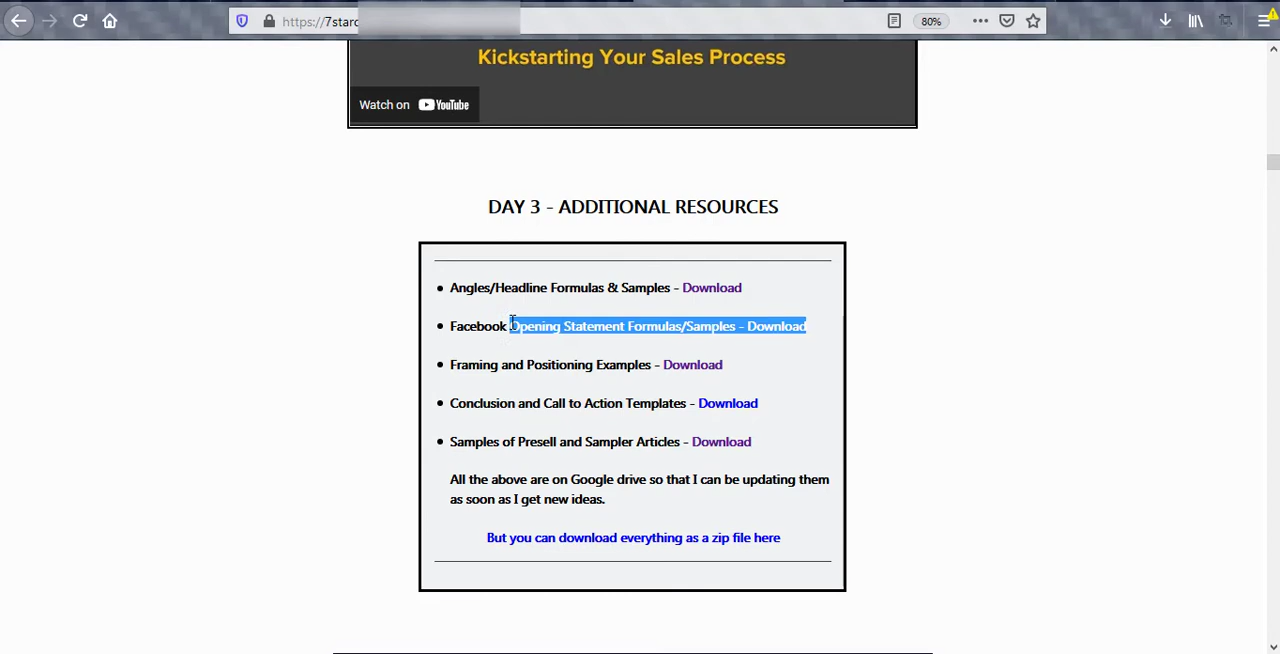 https://7star
80%
Kickstarting Your Sales Process
Watch on YouTube
DAY 3 - ADDITIONAL RESOURCES
Angles/Headline Formulas & Samples - Download
Facebook Opening Statement Formulas/Samples - Download
Framing and Positioning Examples - Download
Conclusion and Call to Action Templates - Download
Samples of Presell and Sampler Articles - Download
All the above are on Google drive so that I can be updating them
as soon as I get new ideas.
But you can download everything as a zip file here